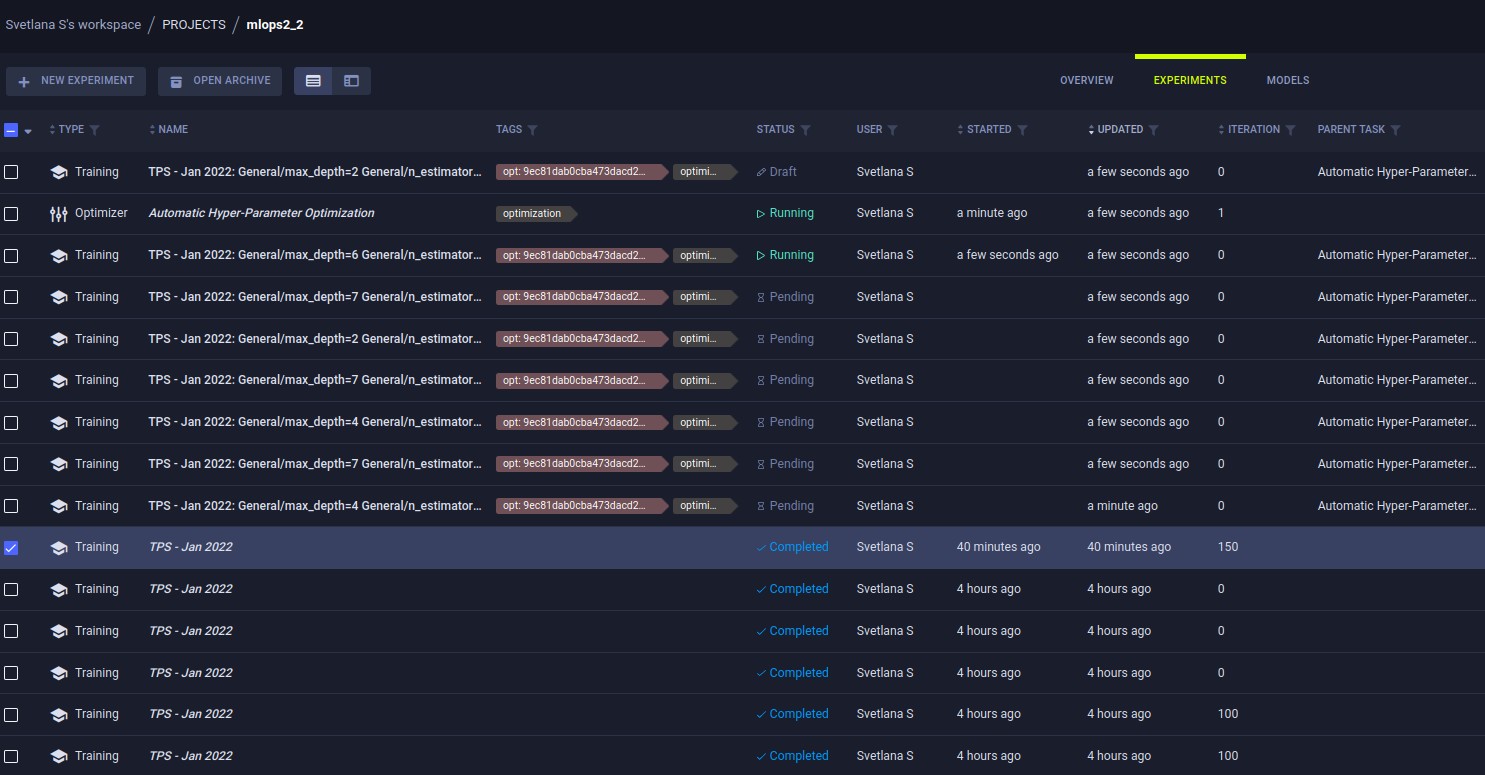 Svetlana S's workspace / PROJECTS / mlops2_2
NEW EXPERIMENT OPEN ARCHIVE OVERVIEW EXPERIMENTS MODELS
TYPE NAME TAGS STATUS USER STARTED UPDATED ITERATION PARENT TASK
Training TPS - Jan 2022: General/max_depth=2 General/n_estimator... opt: 9ec81dab0cba473dacd2... optimi... Draft Svetlana S a few seconds ago 0 Automatic Hyper-Parameter...
Optimizer Automatic Hyper-Parameter Optimization optimization Running Svetlana S a minute ago a few seconds ago 1
Training TPS - Jan 2022: General/max_depth=6 General/n_estimator... opt: 9ec81dab0cba473dacd2... optimi... Running Svetlana S a few seconds ago a few seconds ago 0 Automatic Hyper-Parameter...
Training TPS - Jan 2022: General/max_depth=7 General/n_estimator... opt: 9ec81dab0cba473dacd2... optimi... Pending Svetlana S a few seconds ago 0 Automatic Hyper-Parameter...
Training TPS - Jan 2022: General/max_depth=2 General/n_estimator... opt: 9ec81dab0cba473dacd2... optimi... Pending Svetlana S a few seconds ago 0 Automatic Hyper-Parameter...
Training TPS - Jan 2022: General/max_depth=7 General/n_estimator... opt: 9ec81dab0cba473dacd2... optimi... Pending Svetlana S a few seconds ago 0 Automatic Hyper-Parameter...
Training TPS - Jan 2022: General/max_depth=4 General/n_estimator... opt: 9ec81dab0cba473dacd2... optimi... Pending Svetlana S a few seconds ago 0 Automatic Hyper-Parameter...
Training TPS - Jan 2022: General/max_depth=7 General/n_estimator... opt: 9ec81dab0cba473dacd2... optimi... Pending Svetlana S a few seconds ago 0 Automatic Hyper-Parameter...
Training TPS - Jan 2022: General/max_depth=4 General/n_estimator... opt: 9ec81dab0cba473dacd2... optimi... Pending Svetlana S a minute ago 0 Automatic Hyper-Parameter...
Training TPS - Jan 2022 Completed Svetlana S 40 minutes ago 40 minutes ago 150
Training TPS - Jan 2022 Completed Svetlana S 4 hours ago 4 hours ago 0
Training TPS - Jan 2022 Completed Svetlana S 4 hours ago 4 hours ago 0
Training TPS - Jan 2022 Completed Svetlana S 4 hours ago 4 hours ago 0
Training TPS - Jan 2022 Completed Svetlana S 4 hours ago 4 hours ago 100
Training TPS - Jan 2022 Completed Svetlana S 4 hours ago 4 hours ago 100